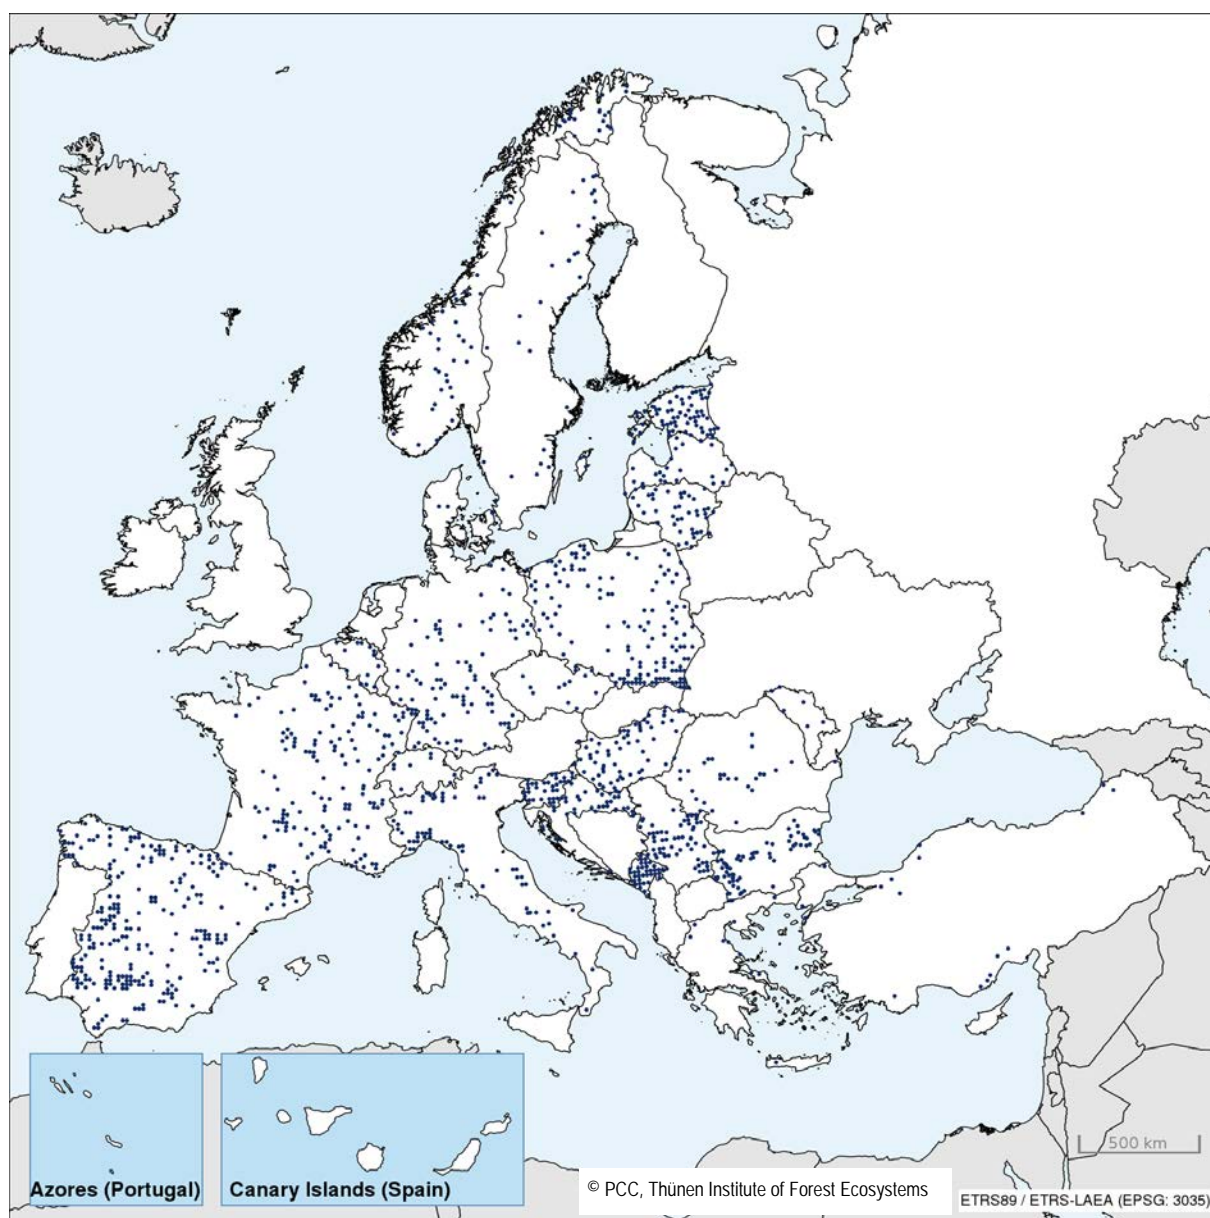 500 km
Azores (Portugal)
Canary Islands (Spain)
© PCC, Thünen Institute of Forest Ecosystems
ETRS89 / ETRS-LAEA (EPSG: 3035)